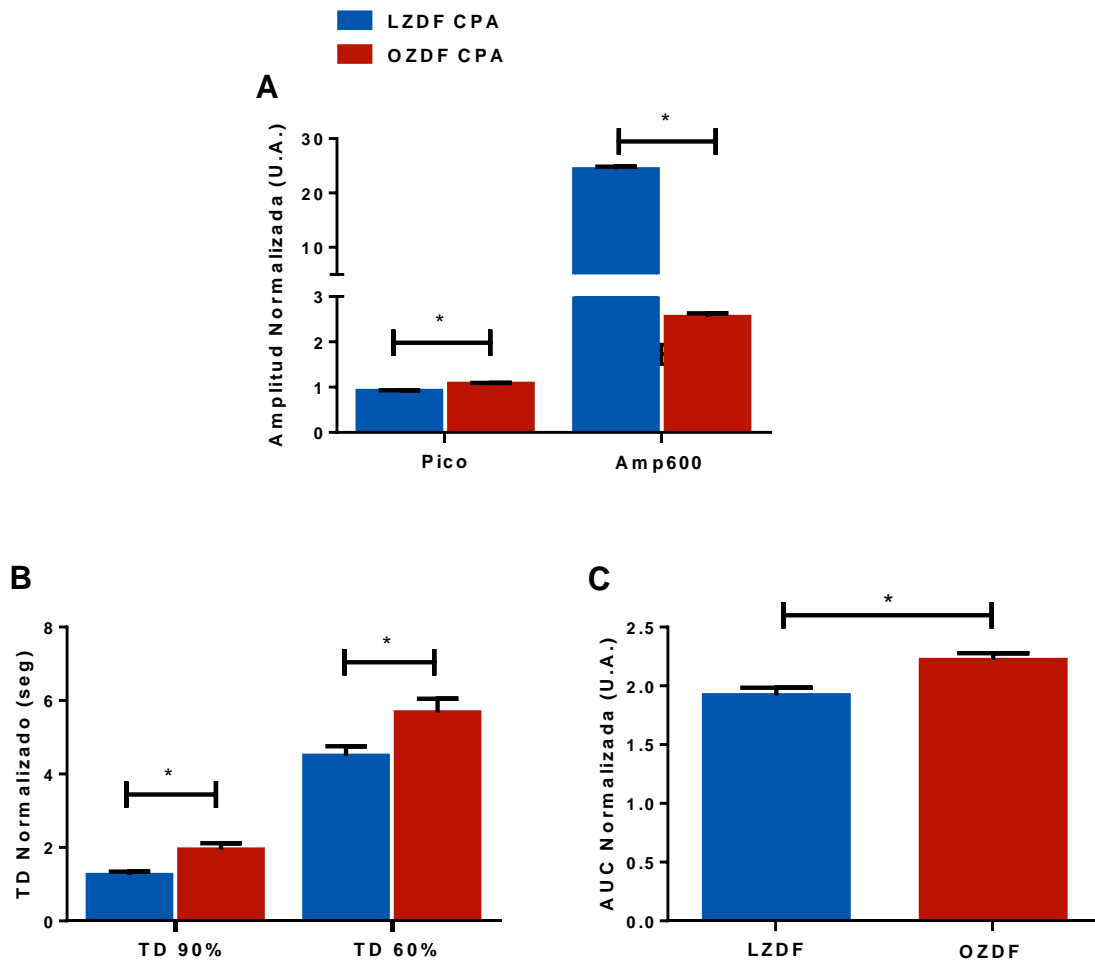 LZDF CPA
OZDF CPA
A
Amplitud Normalizada (U.A.)
30
20
10
3
2
1
0
*
*
Pico
Amp600
B
TD Normalizado (seg)
8
6
4
2
0
*
*
TD 90%
TD 60%
C
AUC Normalizada (U.A.)
2.5
2.0
1.5
1.0
0.5
0.0
*
LZDF
OZDF